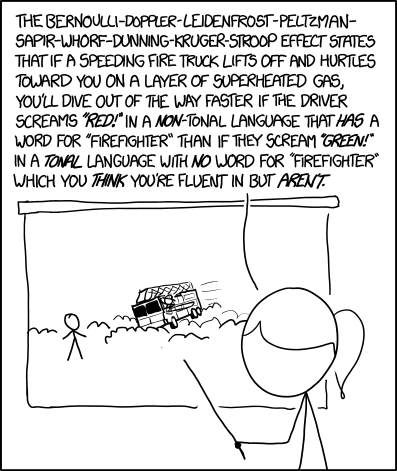 THE BERNOULLI-DOPPLER-LEIDENFROST-PELTZMAN-
SAPIR-WHORF-DUNNING-KRUGER-STROOP EFFECT STATES
THAT IF A SPEEDING FIRE TRUCK LIFTS OFF AND HURTLES
TOWARD YOU ON A LAYER OF SUPERHEATED GAS,
YOU'LL DIVE OUT OF THE WAY FASTER IF THE DRIVER
SCREAMS "RED!" IN A NON-TONAL LANGUAGE THAT HAS A
WORD FOR "FIREFIGHTER" THAN IF THEY SCREAM "GREEN!"
IN A TONAL LANGUAGE WITH NO WORD FOR "FIREFIGHTER"
WHICH YOU THINK YOU'RE FLUENT IN BUT AREN'T.